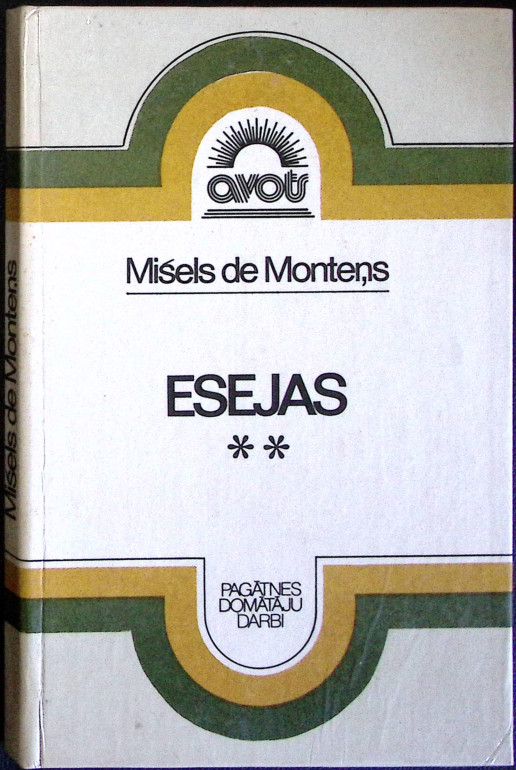 avots
Mišels de Monteņs
ESEJAS
* *
PAGĀTNES
DOMĀTĀJU
DARBI
Mišels de Monteņs